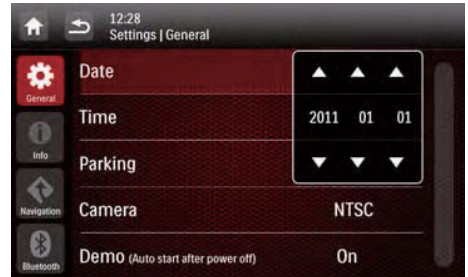 12:28
Settings | General
General
Date
Time
2011 01 01
Info
Parking
Navigation
Camera NTSC
Bluetooth
Demo (Auto start after power off) On